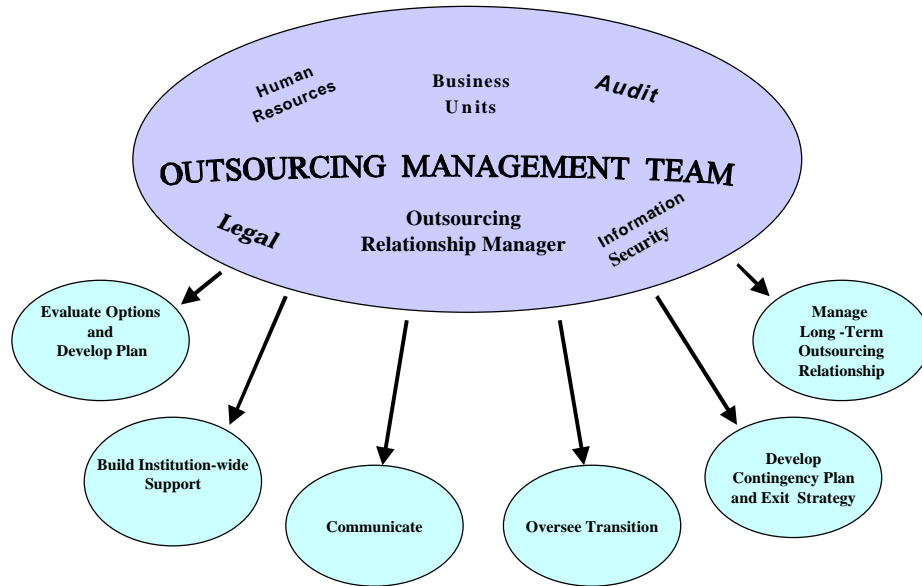 Human
Resources
Business
Units
Audit
OUTSOURCING MANAGEMENT TEAM
Legal
Outsourcing
Relationship Manager
Information
Security
Evaluate Options
and
Develop Plan
Manage
Long -Term
Outsourcing
Relationship
Build Institution-wide
Support
Develop
Contingency Plan
and Exit Strategy
Communicate
Oversee Transition